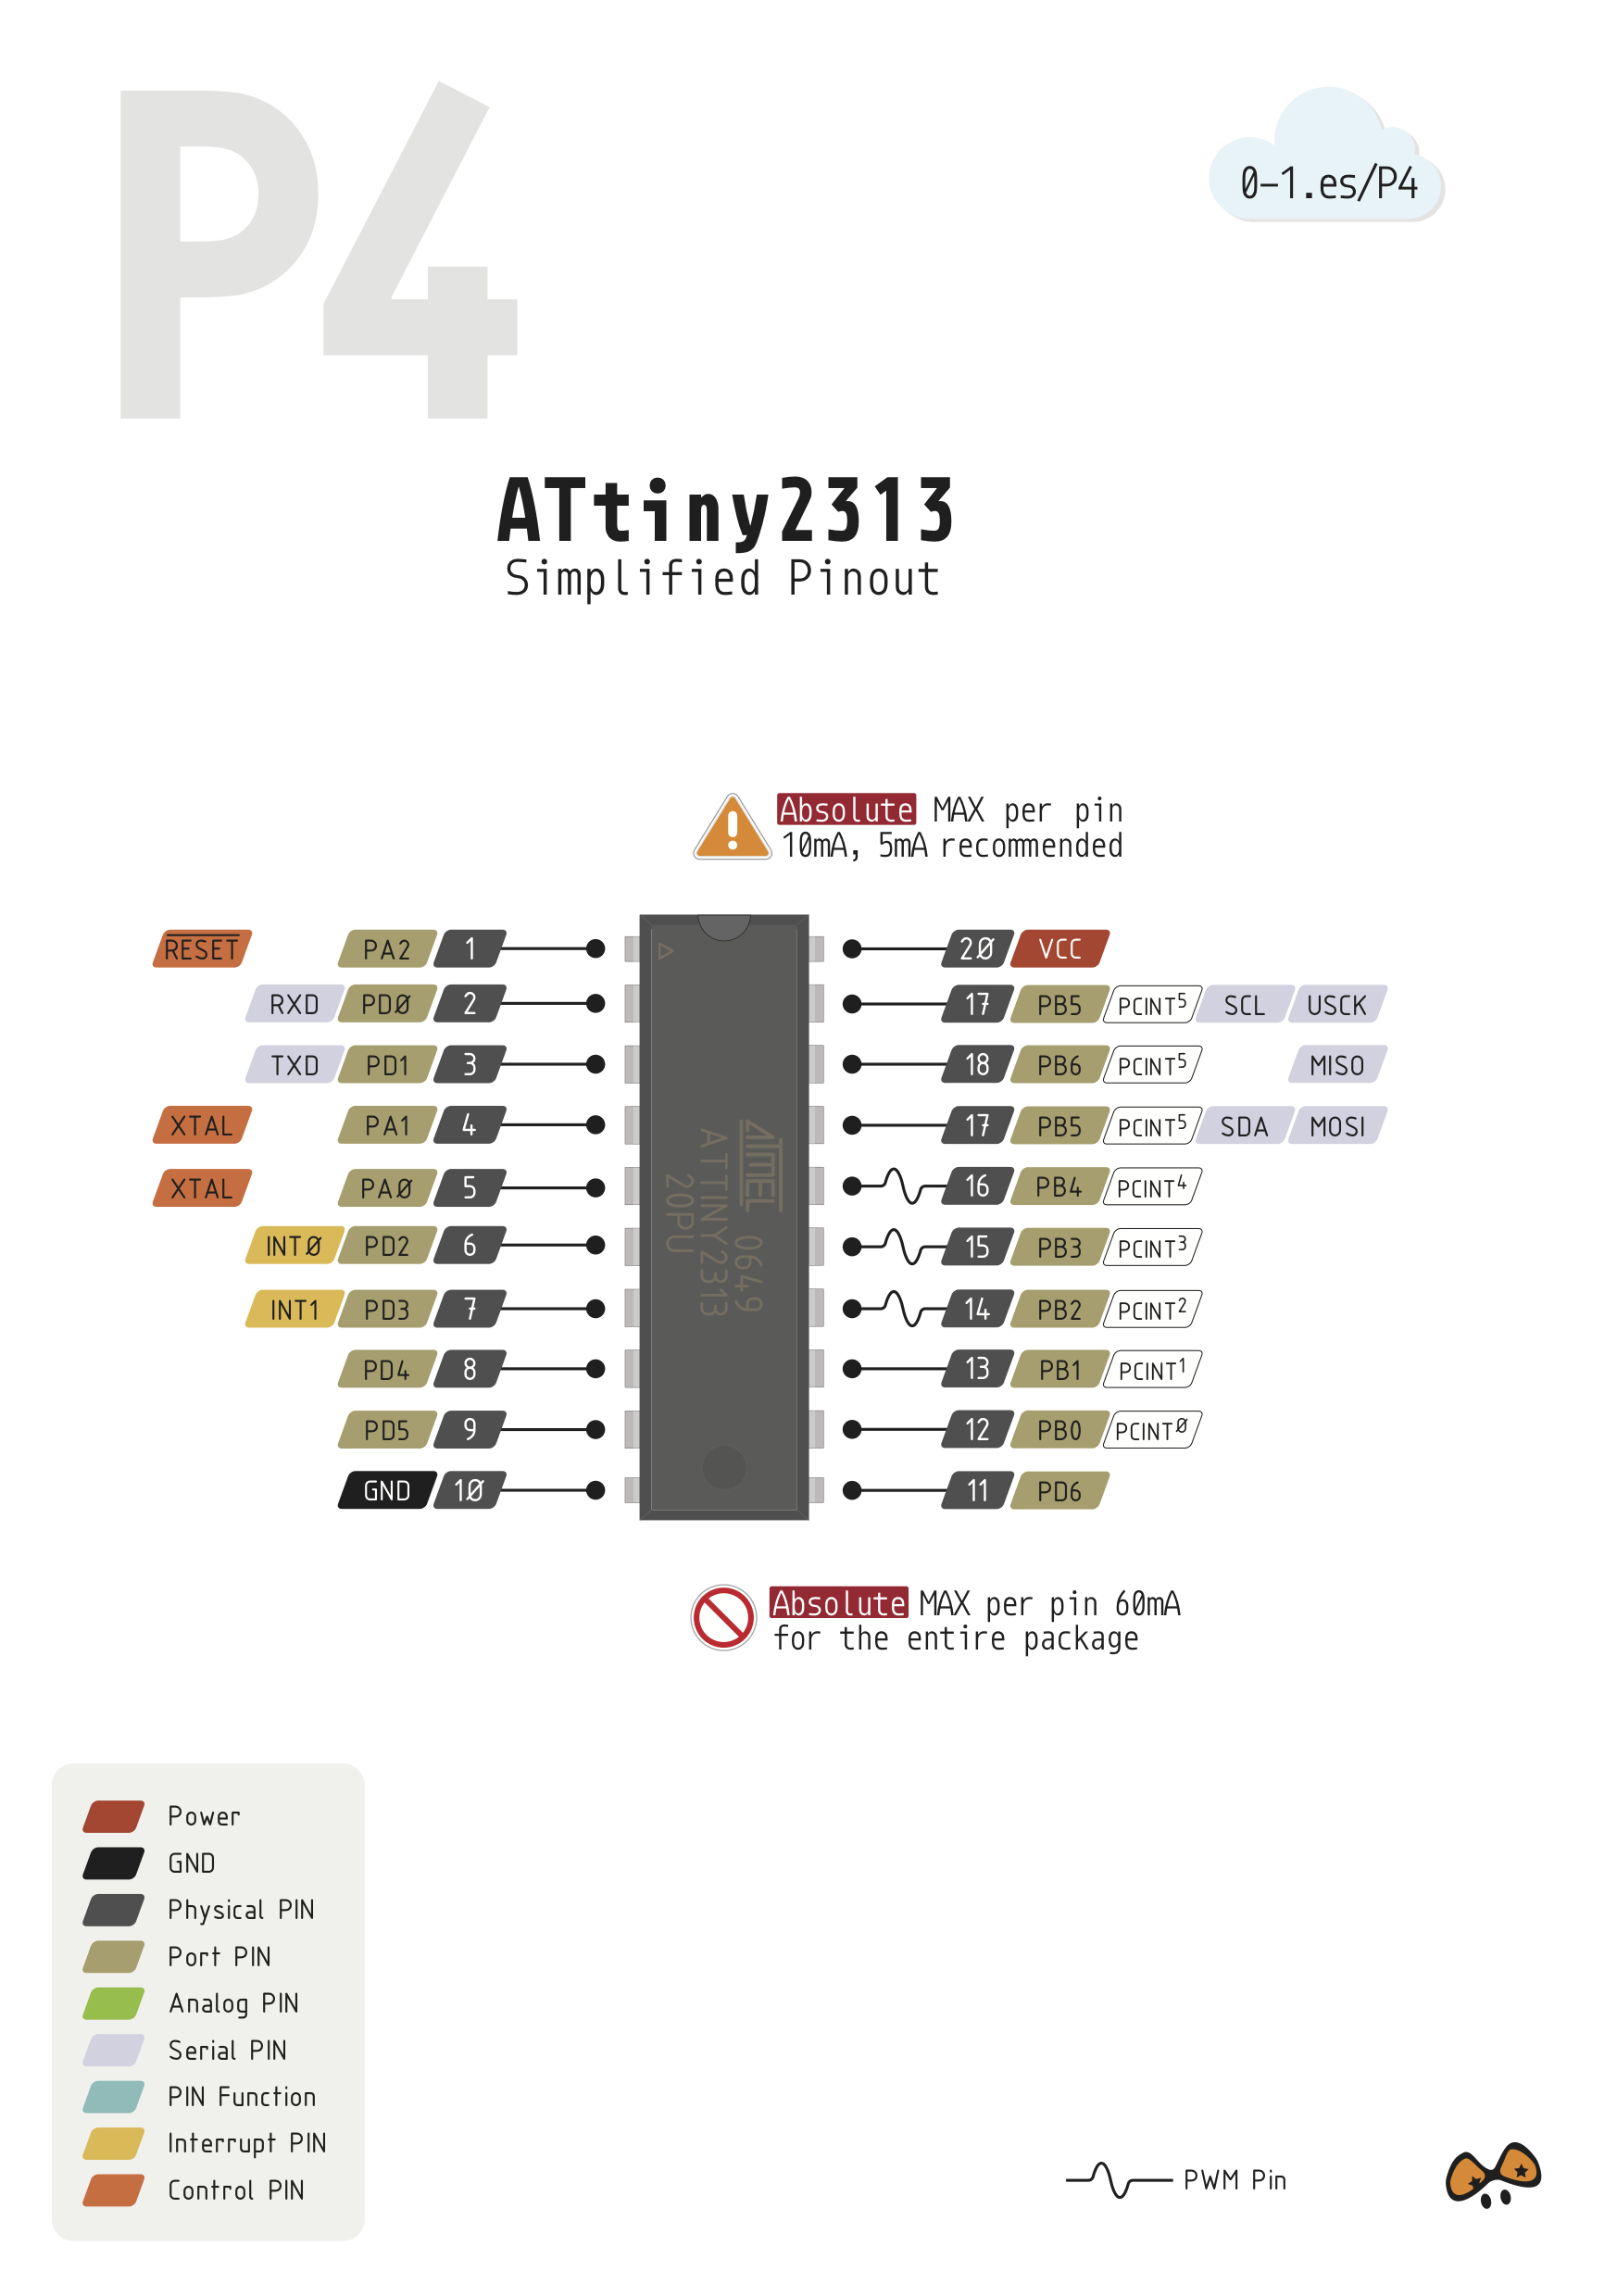 P4
0-1.es/P4
ATtiny2313
Simplified Pinout
Absolute MAX per pin
10mA, 5mA recommended
RESET PA2 1 20 VCC
RXD PD0 2 17 PB5 PCINT5 SCL USCK
TXD PD1 3 18 PB6 PCINT5 MISO
XTAL PA1 4 17 PB5 PCINT5 SDA MOSI
XTAL PA0 5 16 PB4 PCINT4
INT0 PD2 6 15 PB3 PCINT3
INT1 PD3 7 14 PB2 PCINT2
PD4 8 13 PB1 PCINT1
PD5 9 12 PB0 PCINT0
GND 10 11 PD6
ATMEL 0649
ATTINY2313
20PU
Absolute MAX per pin 60mA
for the entire package
Power
GND
Physical PIN
Port PIN
Analog PIN
Serial PIN
PIN Function
Interrupt PIN
Control PIN
PWM Pin